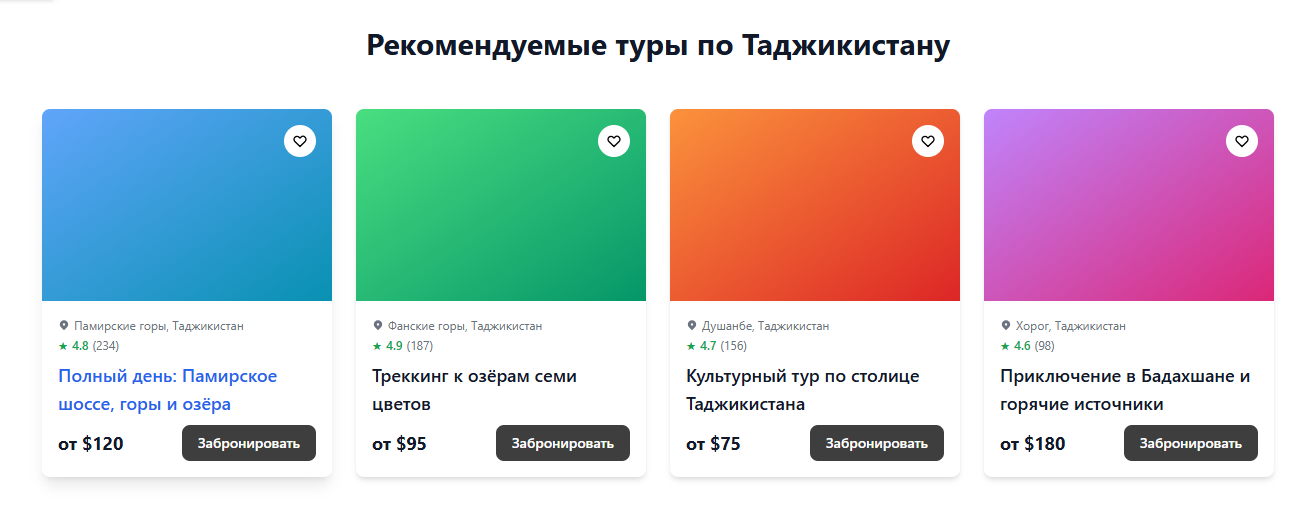 Рекомендуемые туры по Таджикистану
Памирские горы, Таджикистан
★ 4.8 (234)
Полный день: Памирское
шоссе, горы и озёра
от $120
Забронировать
Фанские горы, Таджикистан
★ 4.9 (187)
Треккинг к озёрам семи
цветов
от $95
Забронировать
Душанбе, Таджикистан
★ 4.7 (156)
Культурный тур по столице
Таджикистана
от $75
Забронировать
Хорог, Таджикистан
★ 4.6 (98)
Приключение в Бадахшане и
горячие источники
от $180
Забронировать